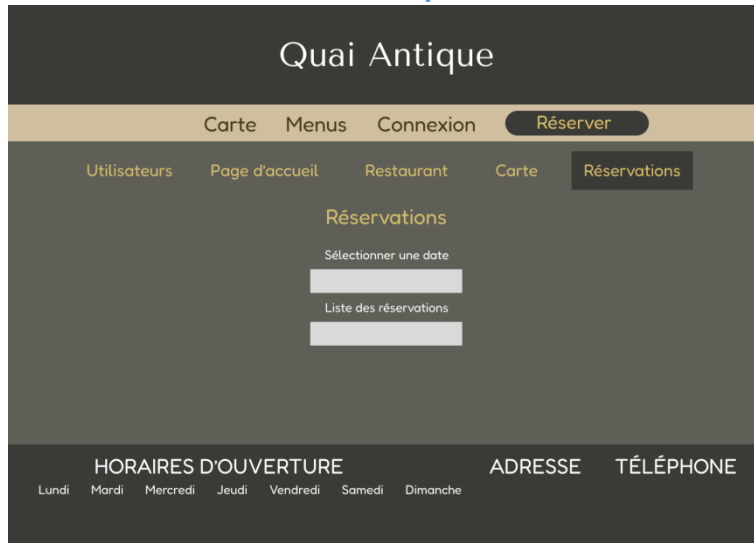 Quai Antique
Carte Menus Connexion Réserver
Utilisateurs Page d'accueil Restaurant Carte Réservations
Réservations
Sélectionner une date
Liste des réservations
HORAIRES D'OUVERTURE ADRESSE TÉLÉPHONE
Lundi Mardi Mercredi Jeudi Vendredi Samedi Dimanche